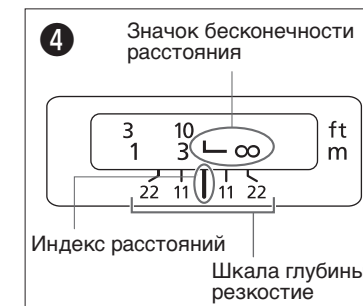 4
Значок бесконечности
расстояния
3 10 ft
1 3 ∞ m
22 11 11 22
Индекс расстояний
Шкала глубины
резкостие